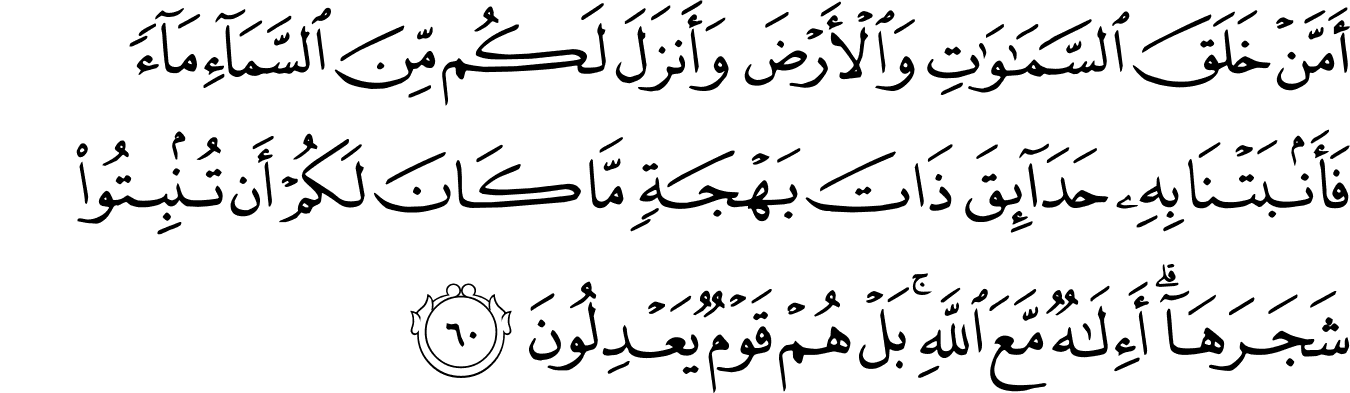 أَمَّنْ خَلَقَ ٱلسَّمَـٰوَٰتِ وَٱلْأَرْضَ وَأَنزَلَ لَكُم مِّنَ ٱلسَّمَآءِ مَآءً
فَأَنۢبَتْنَا بِهِۦ حَدَآئِقَ ذَاتَ بَهْجَةٍ مَّا كَانَ لَكُمْ أَن تُنۢبِتُوا۟
شَجَرَهَآ ۗ أَءِلَـٰهٌ مَّعَ ٱللَّهِ ۚ بَلْ هُمْ قَوْمٌ يَعْدِلُونَ ٦٠